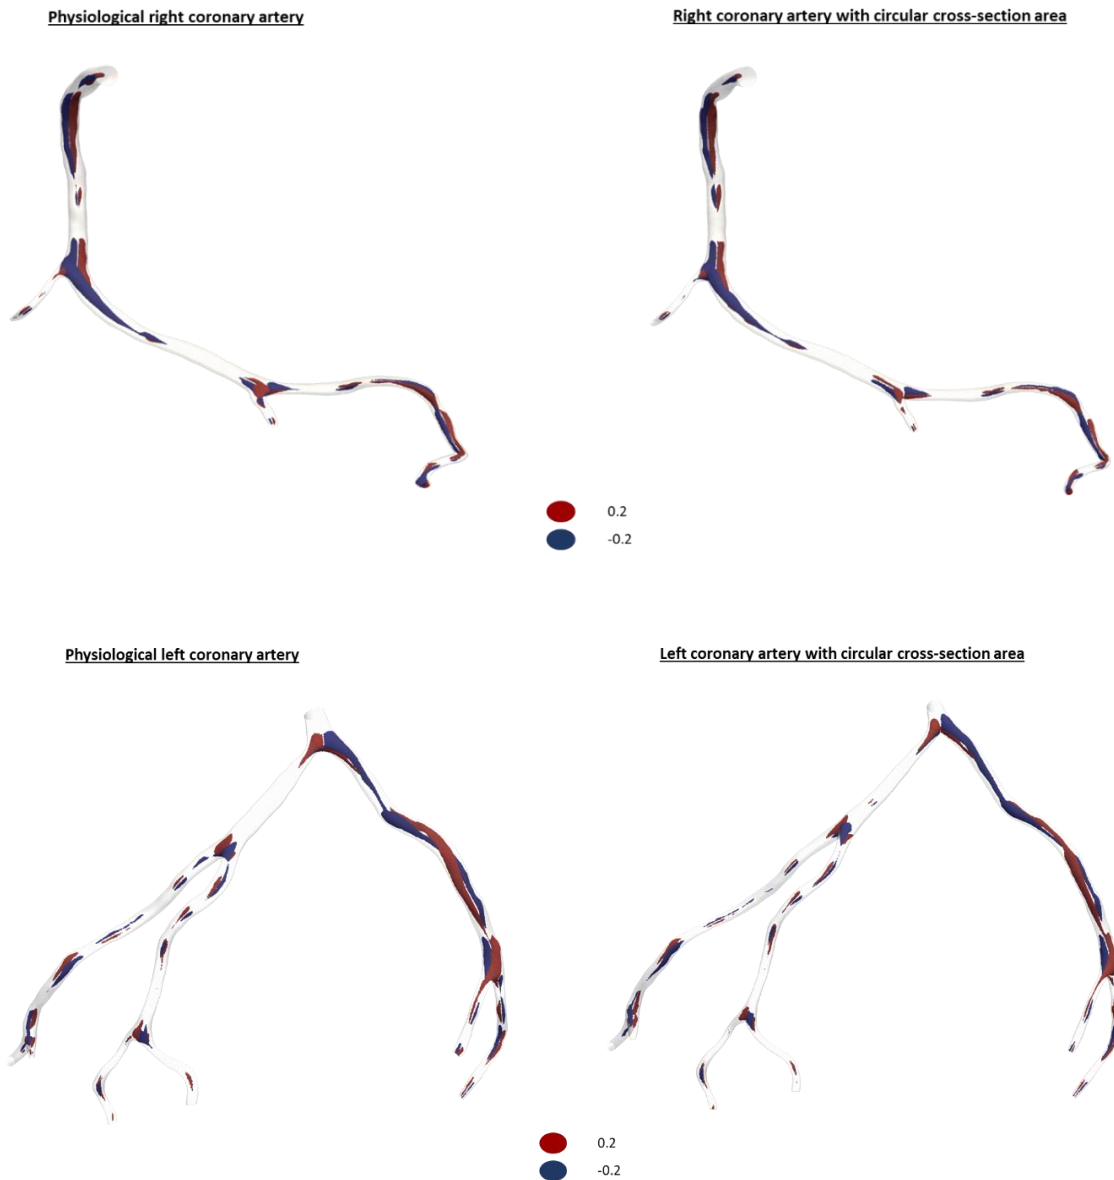 Physiological right coronary artery
Right coronary artery with circular cross-section area
0.2
-0.2
Physiological left coronary artery
Left coronary artery with circular cross-section area
0.2
-0.2